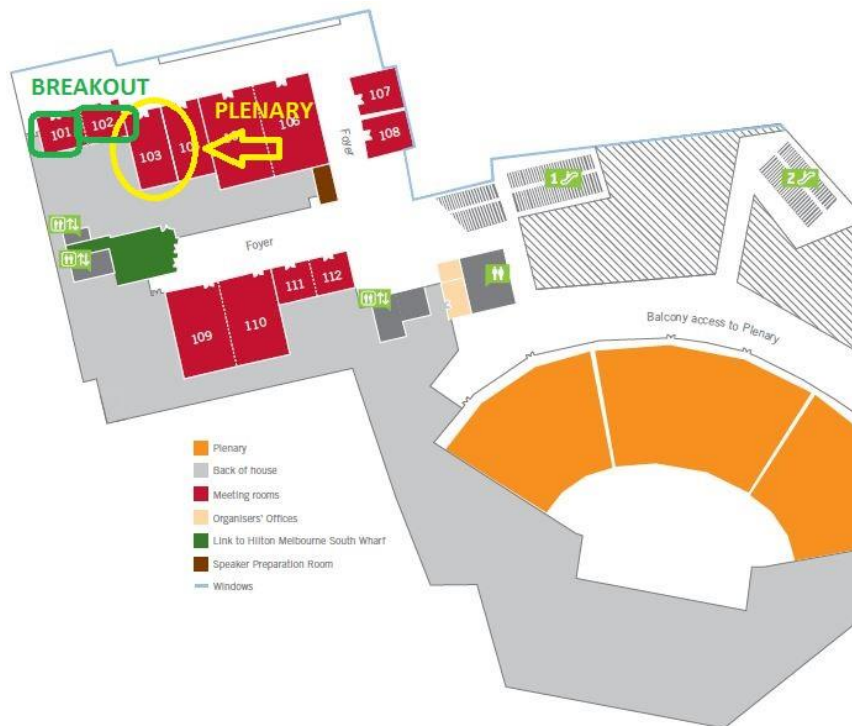 BREAKOUT
PLENARY
101
102
103
106
107
108
Foyer
Foyer
109
110
111
112
1
2
Balcony access to Plenary
Plenary
Back of house
Meeting rooms
Organisers' Offices
Link to Hilton Melbourne South Wharf
Speaker Preparation Room
Windows